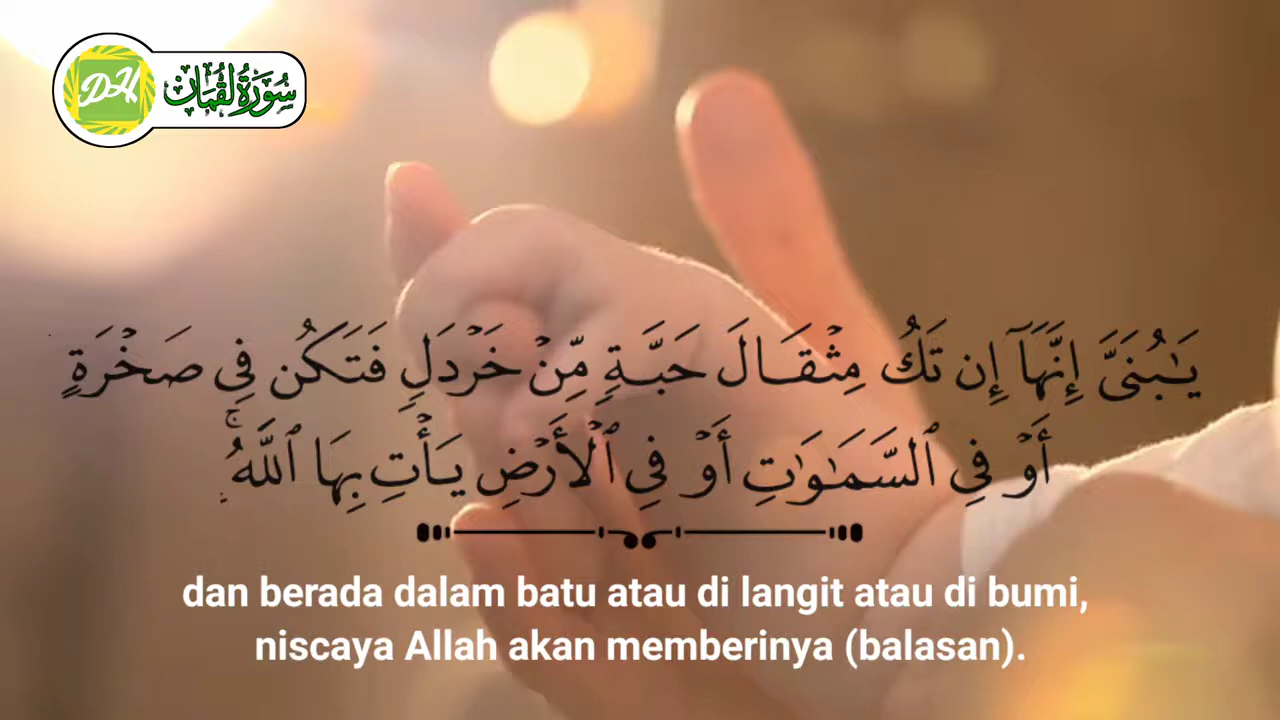 DH
سُورَةُ لُقْمَان
يَـٰبُنَىَّ إِنَّهَآ إِن تَكُ مِثْقَالَ حَبَّةٍ مِّنْ خَرْدَلٍ فَتَكُن فِى صَخْرَةٍ
أَوْ فِى ٱلسَّمَـٰوَٰتِ أَوْ فِى ٱلْأَرْضِ يَأْتِ بِهَا ٱللَّهُ ۚ
dan berada dalam batu atau di langit atau di bumi,
niscaya Allah akan memberinya (balasan).